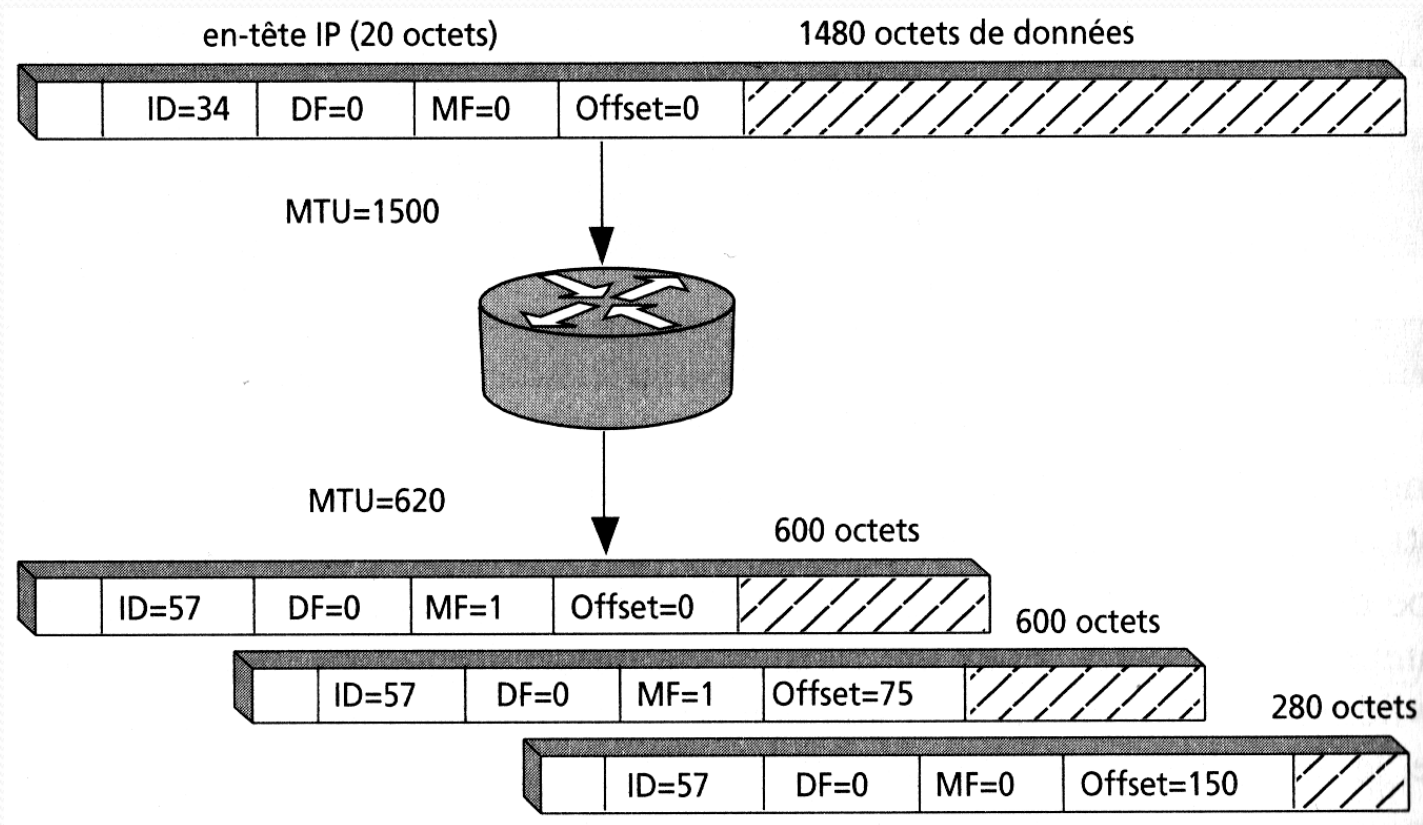 en-tête IP (20 octets)
1480 octets de données
ID=34 DF=0 MF=0 Offset=0
MTU=1500
MTU=620
600 octets
ID=57 DF=0 MF=1 Offset=0
600 octets
ID=57 DF=0 MF=1 Offset=75
280 octets
ID=57 DF=0 MF=0 Offset=150